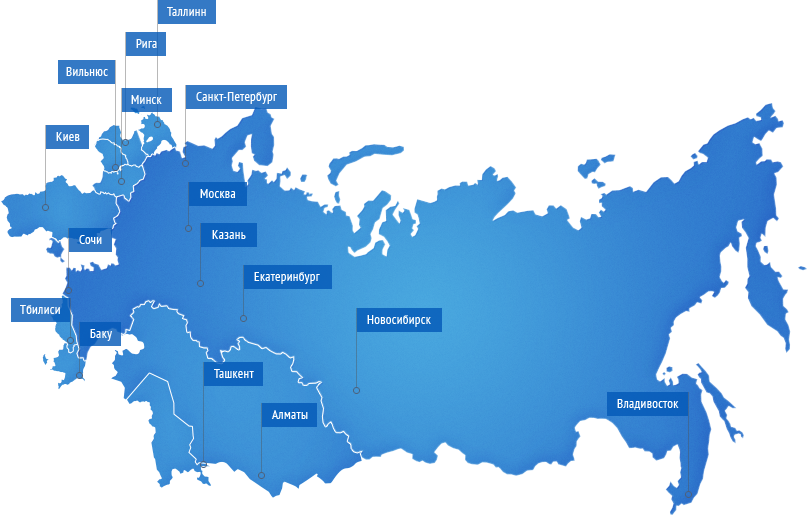 Таллинн
Рига
Вильнюс
Минск
Санкт-Петербург
Киев
Москва
Казань
Сочи
Екатеринбург
Тбилиси
Новосибирск
Баку
Ташкент
Владивосток
Алматы